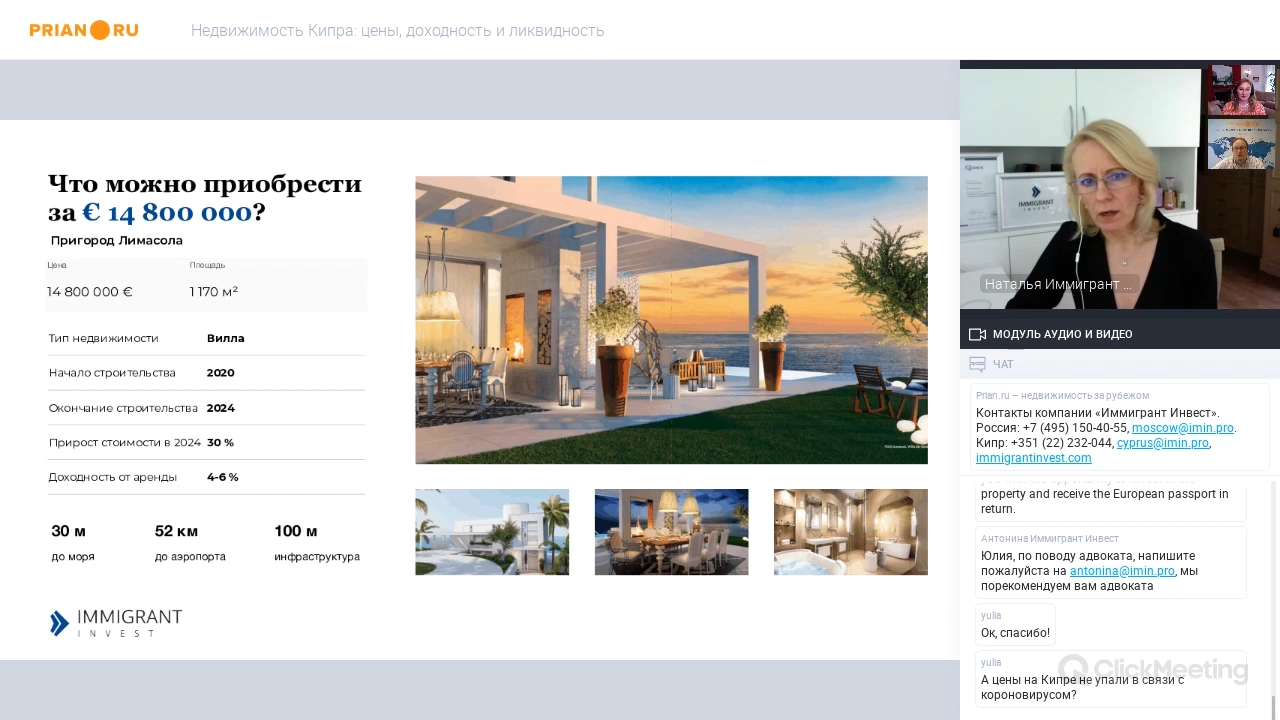 PRIAN RU
Недвижимость Кипра: цены, доходность и ликвидность
Что можно приобрести
за € 14 800 000?
Пригород Лимасола
Цена Площадь
14 800 000 € 1 170 м²
Тип недвижимости Вилла
Начало строительства 2020
Окончание строительства 2024
Прирост стоимости в 2024 30 %
Доходность от аренды 4-6 %
30 м 52 км 100 м
до моря до аэропорта инфраструктура
IMMIGRANT
INVEST
IMMIGRANT
INVEST
Наталья Иммигрант ...
МОДУЛЬ АУДИО И ВИДЕО
ЧАТ
Prian.ru – недвижимость за рубежом
Контакты компании «Иммигрант Инвест».
Россия: +7 (495) 150-40-55, moscow@imin.pro.
Кипр: +351 (22) 232-044, cyprus@imin.pro,
immigrantinvest.com
property and receive the European passport in
return.
Антонина Иммигрант Инвест
Юлия, по поводу адвоката, напишите
пожалуйста на antonina@imin.pro, мы
порекомендуем вам адвоката
yulia
Ок, спасибо!
yulia
А цены на Кипре не упали в связи с
короновирусом?
ClickMeeting